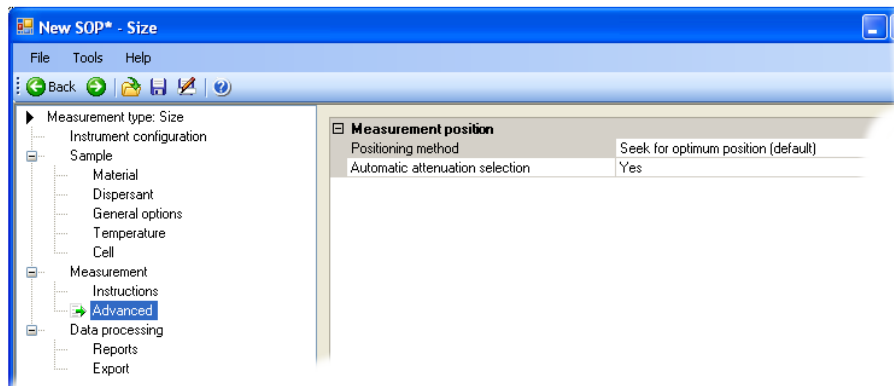 New SOP* - Size
File Tools Help
Back
Measurement type: Size
Instrument configuration
Sample
Material
Dispersant
General options
Temperature
Cell
Measurement
Instructions
Advanced
Data processing
Reports
Export
Measurement position
Positioning method Seek for optimum position (default)
Automatic attenuation selection Yes